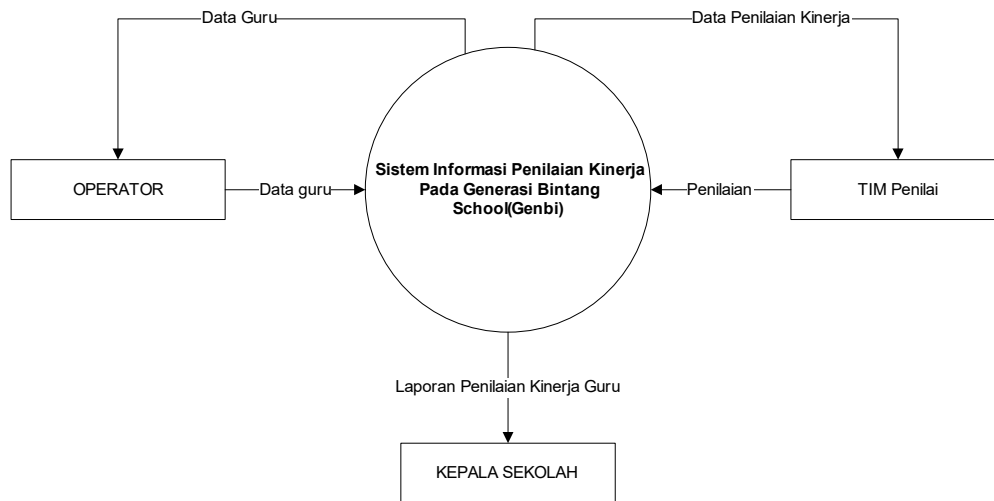 Data Guru
Data Penilaian Kinerja
OPERATOR
Data guru
Sistem Informasi Penilaian Kinerja
Pada Generasi Bintang
School(Genbi)
Penilaian
TIM Penilai
Laporan Penilaian Kinerja Guru
KEPALA SEKOLAH